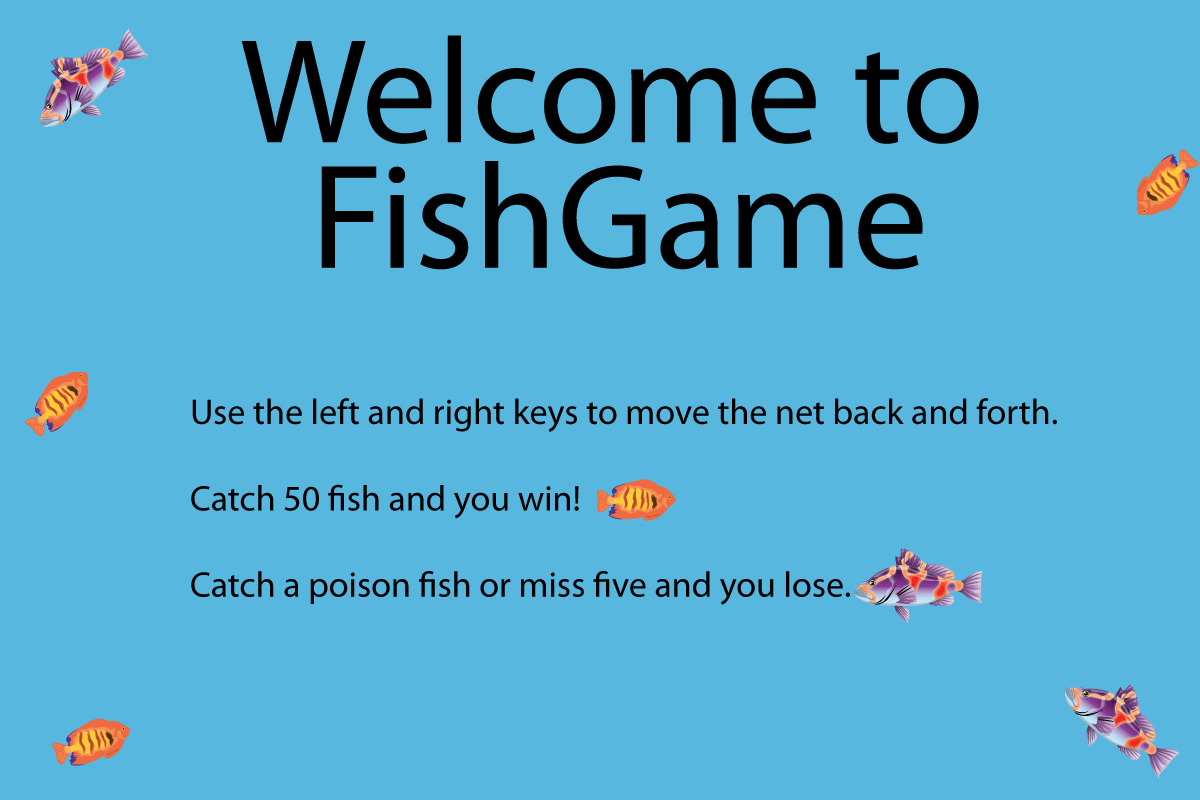 Welcome to
FishGame
Use the left and right keys to move the net back and forth.
Catch 50 fish and you win!
Catch a poison fish or miss five and you lose.